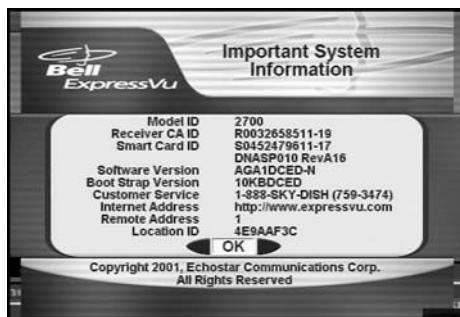 Bell
ExpressVu
Important System
Information
Model ID 2700
Receiver CA ID R0032658511-19
Smart Card ID S0452479611-17
DNASP010 RevA16
Software Version AGA1DCED-N
Boot Strap Version 10KBDCED
Customer Service 1-888-SKY-DISH (759-3474)
Internet Address http://www.expressvu.com
Remote Address 1
Location ID 4E9AAF3C
OK
Copyright 2001, Echostar Communications Corp.
All Rights Reserved